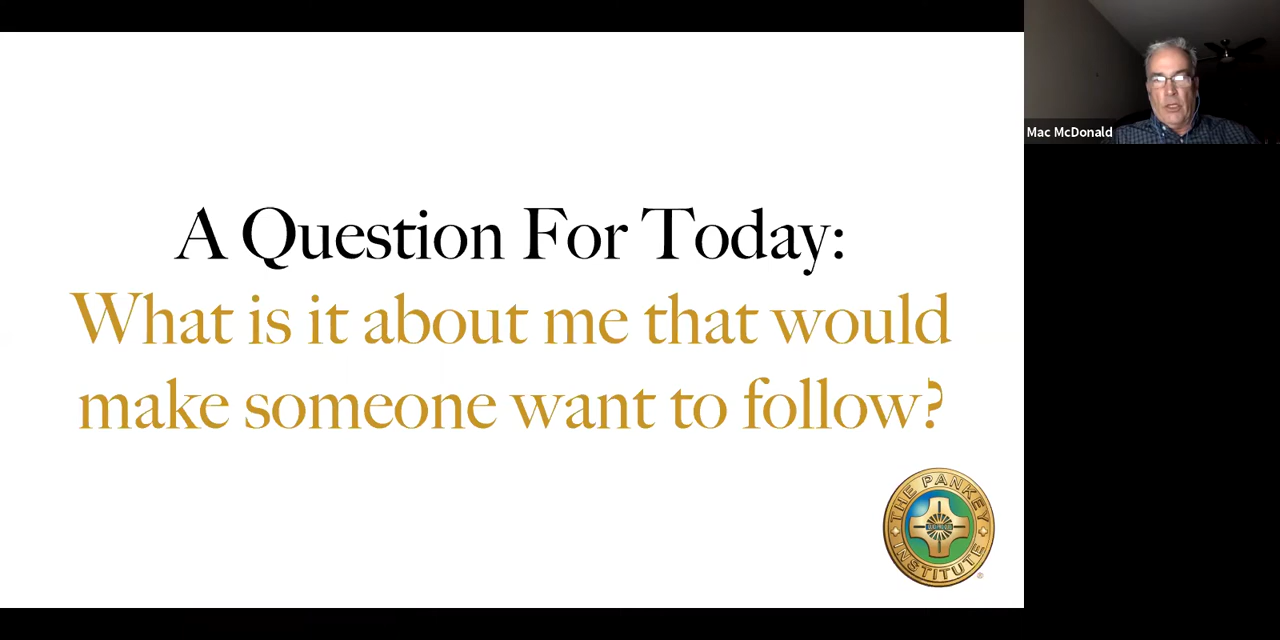 A Question For Today:
What is it about me that would
make someone want to follow?
THE PANKEY
INSTITUTE
®
Mac McDonald